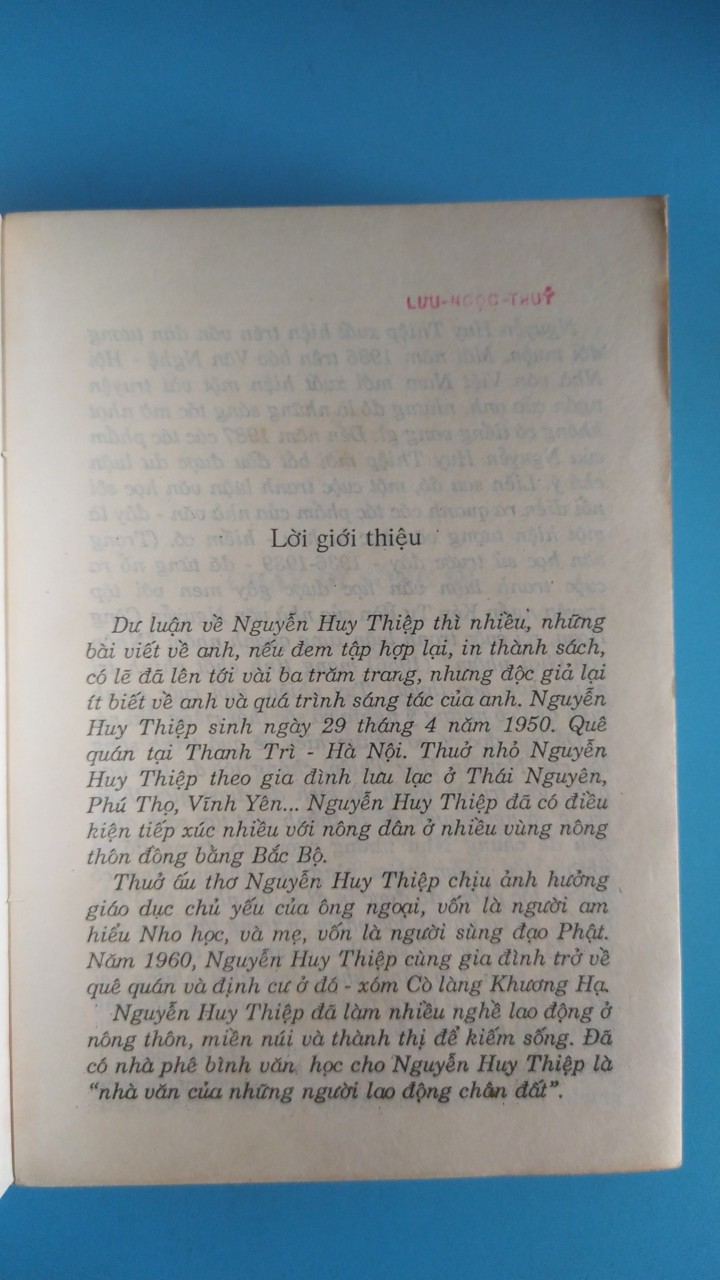 LƯU-NGỌC-THUỶ
Lời giới thiệu
Dư luận về Nguyễn Huy Thiệp thì nhiều, những
bài viết về anh, nếu đem tập hợp lại, in thành sách,
có lẽ đã lên tới vài ba trăm trang, nhưng độc giả lại
ít biết về anh và quá trình sáng tác của anh. Nguyễn
Huy Thiệp sinh ngày 29 tháng 4 năm 1950. Quê
quán tại Thanh Trì - Hà Nội. Thuở nhỏ Nguyễn
Huy Thiệp theo gia đình lưu lạc ở Thái Nguyên,
Phú Thọ, Vĩnh Yên... Nguyễn Huy Thiệp đã có điều
kiện tiếp xúc nhiều với nông dân ở nhiều vùng nông
thôn đồng bằng Bắc Bộ.
Thuở ấu thơ Nguyễn Huy Thiệp chịu ảnh hưởng
giáo dục chủ yếu của ông ngoại, vốn là người am
hiểu Nho học, và mẹ, vốn là người sùng đạo Phật.
Năm 1960, Nguyễn Huy Thiệp cùng gia đình trở về
quê quán và định cư ở đó - xóm Cò làng Khương Hạ.
Nguyễn Huy Thiệp đã làm nhiều nghề lao động ở
nông thôn, miền núi và thành thị để kiếm sống. Đã
có nhà phê bình văn học cho Nguyễn Huy Thiệp là
“nhà văn của những người lao động chân đất”.